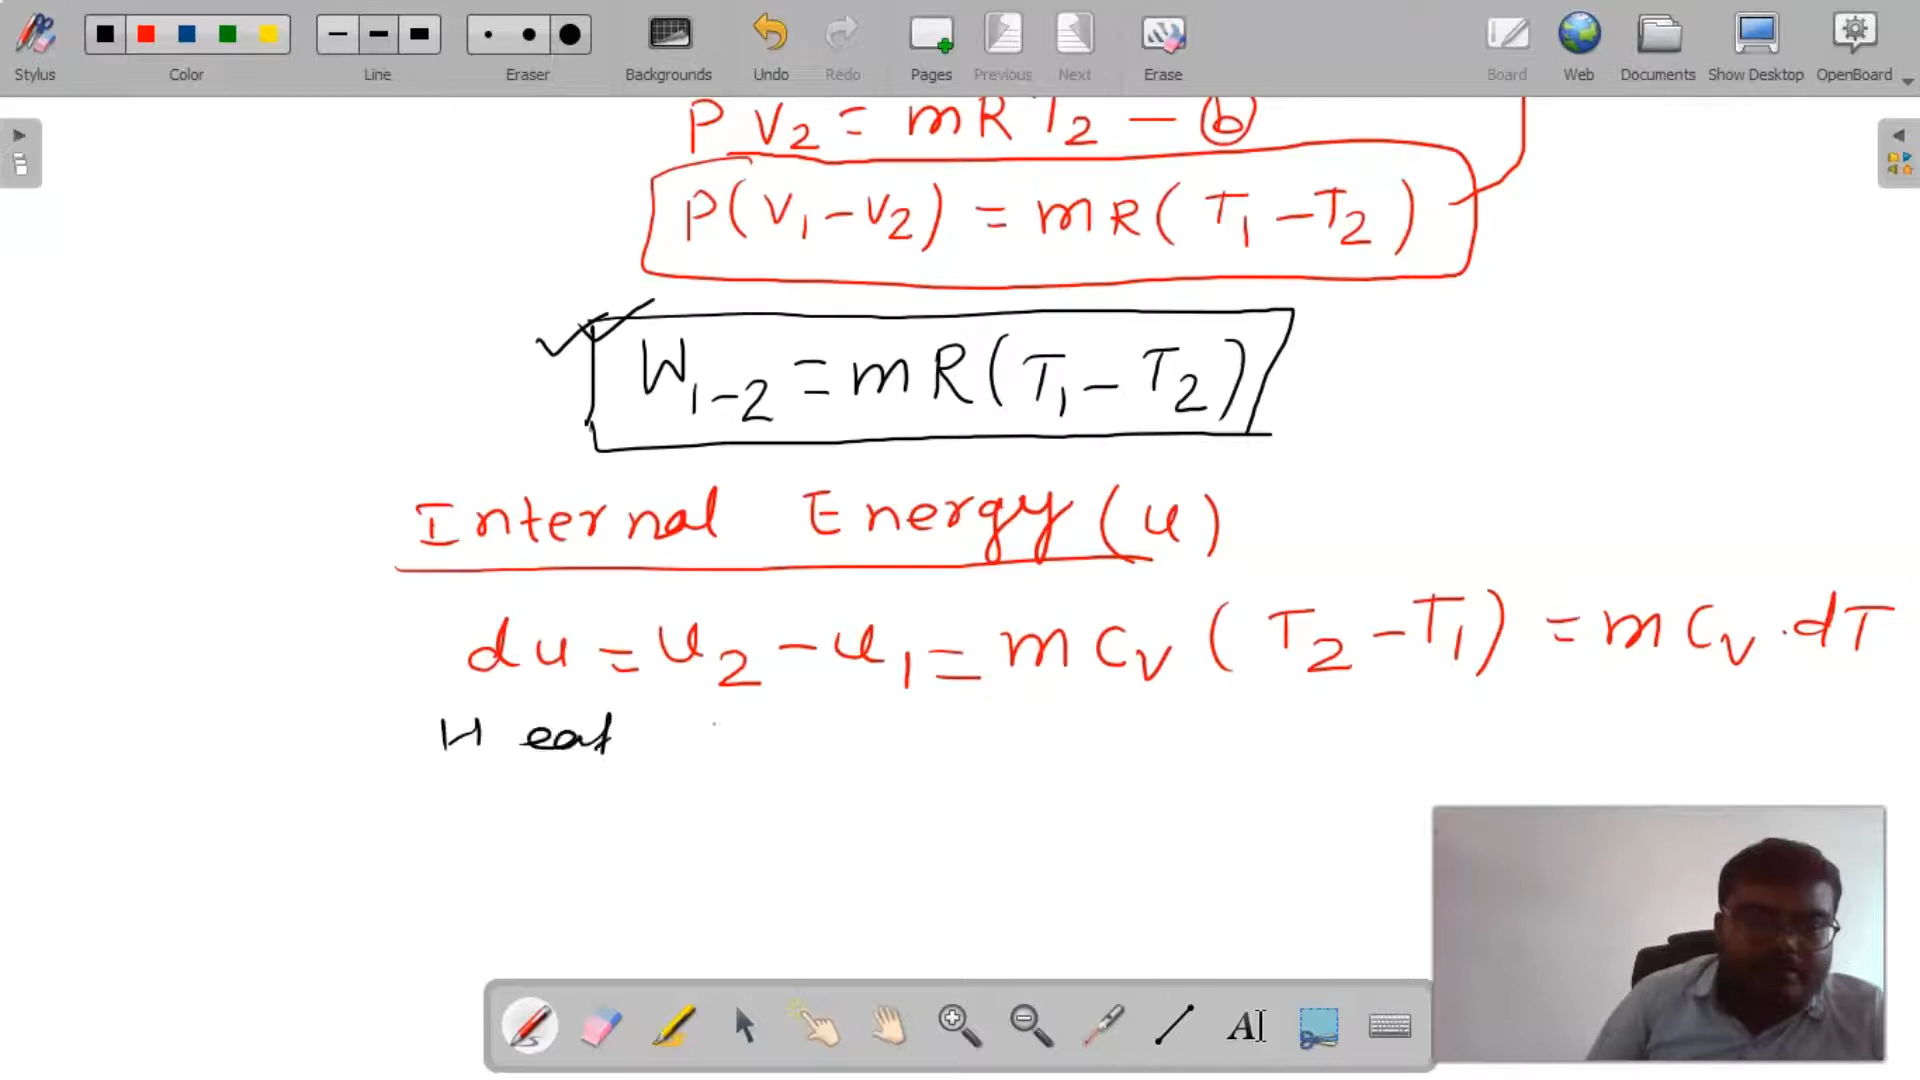 Stylus
Color
Line
Eraser
Backgrounds
Undo
Redo
Pages
Previous
Next
Erase
Board
Web
Documents
Show Desktop
OpenBoard
P V2 = mRT2 - (b)
P(V1-V2) = mR(T1-T2)
W1-2 = mR(T1-T2)
Internal Energy (u)
du = u2 - u1 = mCv (T2-T1) = mCv.dT
Heat
AI